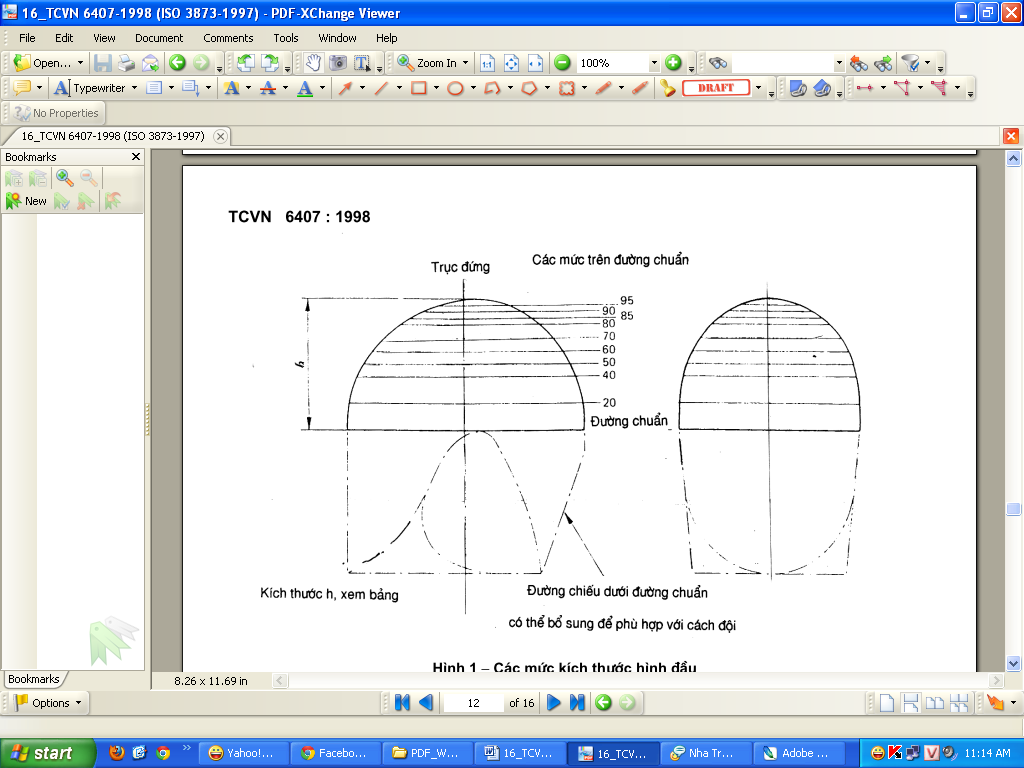 16_TCVN 6407-1998 (ISO 3873-1997) - PDF-XChange Viewer
File Edit View Document Comments Tools Window Help
Open... Zoom In 100%
Typewriter DRAFT
No Properties
16_TCVN 6407-1998 (ISO 3873-1997)
Bookmarks
New
TCVN 6407 : 1998
Trục đứng
Các mức trên đường chuẩn
95
90
85
80
70
60
50
40
20
h
Đường chuẩn
Kích thước h, xem bảng
Đường chiếu dưới đường chuẩn
có thể bổ sung để phù hợp với cách đội
Hình 1 – Các mức kích thước hình đầu
Bookmarks
8.26 x 11.69 in
Options 12 of 16
start Yahoo!... Facebo... PDF_W... 16_TCV... 16_TC... Nha Tr... Adobe ... 11:14 AM